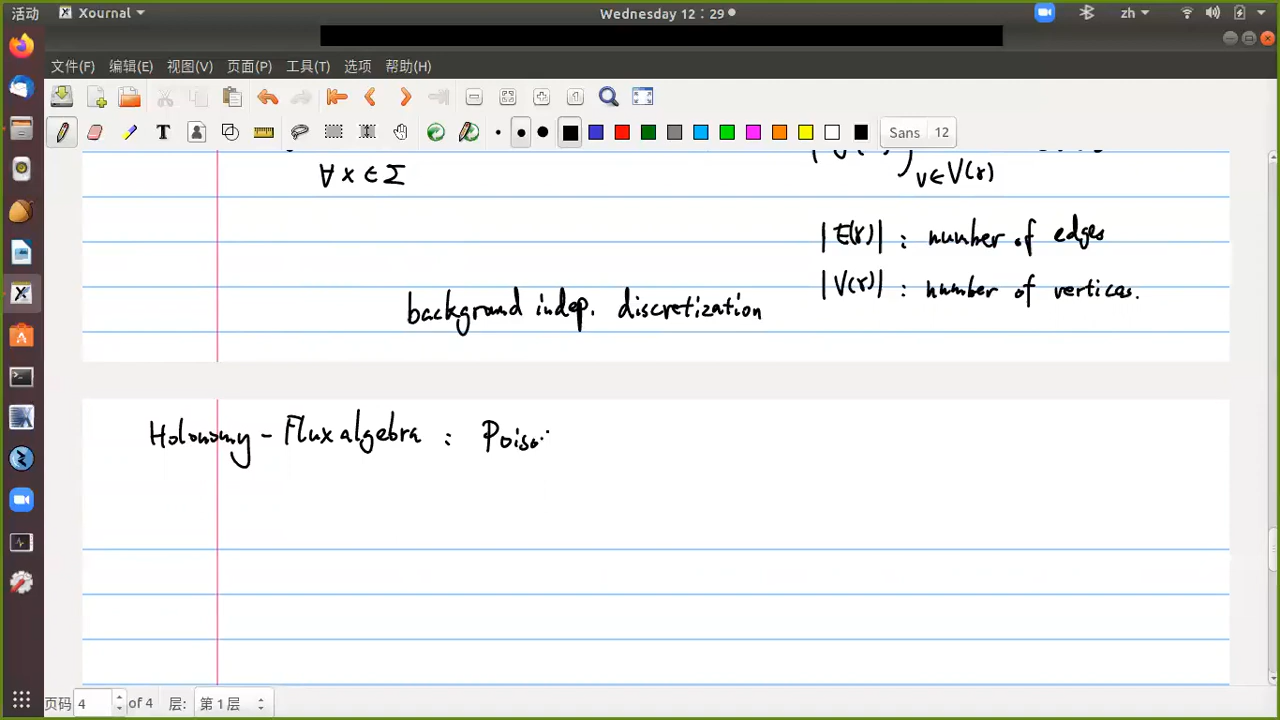 活动 Xournal Wednesday 12：29 zh
文件(F) 编辑(E) 视图(V) 页面(P) 工具(T) 选项 帮助(H)
Sans 12
∀ x ∈ Σ
v∈V(γ)
|E(γ)| : number of edges
|V(γ)| : number of vertices.
background indep. discretization
Holonomy - Flux algebra : Poiso
页码 4 of 4 层: 第 1 层